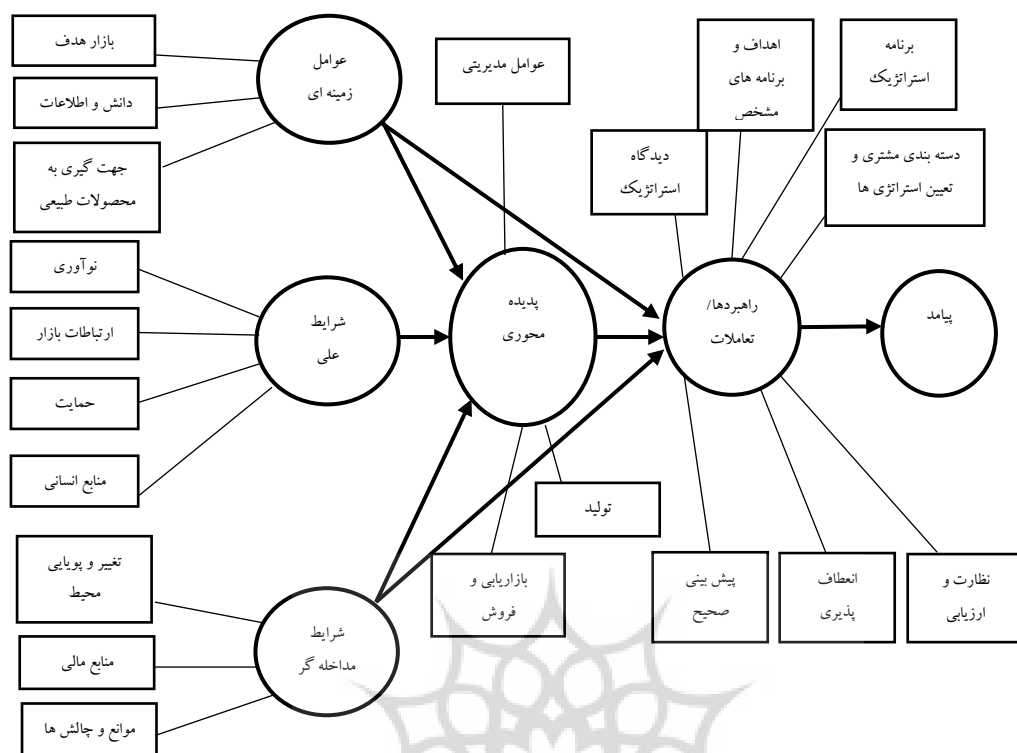 بازار هدف
دانش و اطلاعات
جهت گیری به
محصولات طبیعی
عوامل
زمینه ای
عوامل مدیریتی
اهداف و
برنامه های
مشخص
برنامه
استراتژیک
دیدگاه
استراتژیک
دسته بندی مشتری و
تعیین استراتژی ها
نوآوری
ارتباطات بازار
حمایت
منابع انسانی
شرایط
علی
پدیده
محوری
راهبردها/
تعاملات
پیامد
تولید
بازاریابی و
فروش
پیش بینی
صحیح
انعطاف
پذیری
نظارت و
ارزیابی
تغییر و پویایی
محیط
منابع مالی
موانع و چالش ها
شرایط
مداخله گر